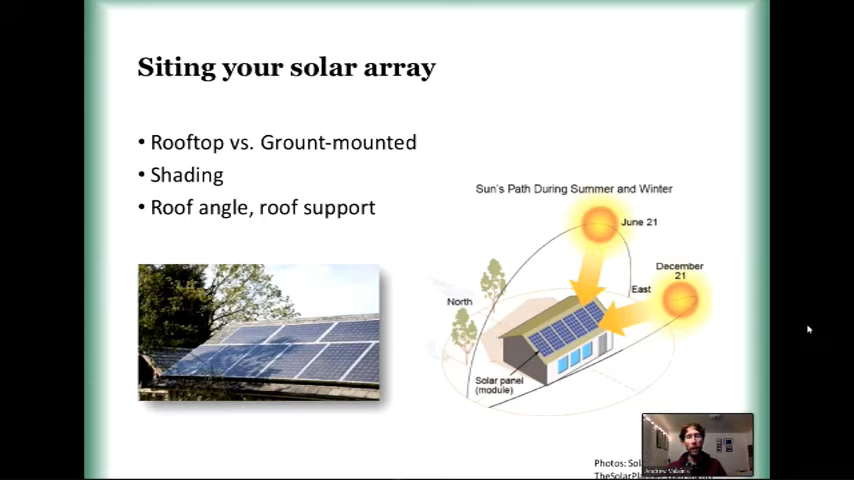 Siting your solar array
• Rooftop vs. Grount-mounted
• Shading
• Roof angle, roof support
Sun's Path During Summer and Winter
June 21
December
21
East
North
Solar panel
(module)
Photos: